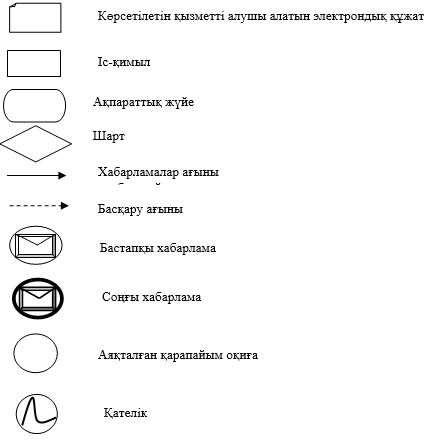 Көрсетілетін қызметті алушы алатын электрондық құжат
Іс-қимыл
Ақпараттық жүйе
Шарт
Хабарламалар ағыны
Басқару ағыны
Бастапқы хабарлама
Соңғы хабарлама
Аяқталған қарапайым оқиға
Қателік